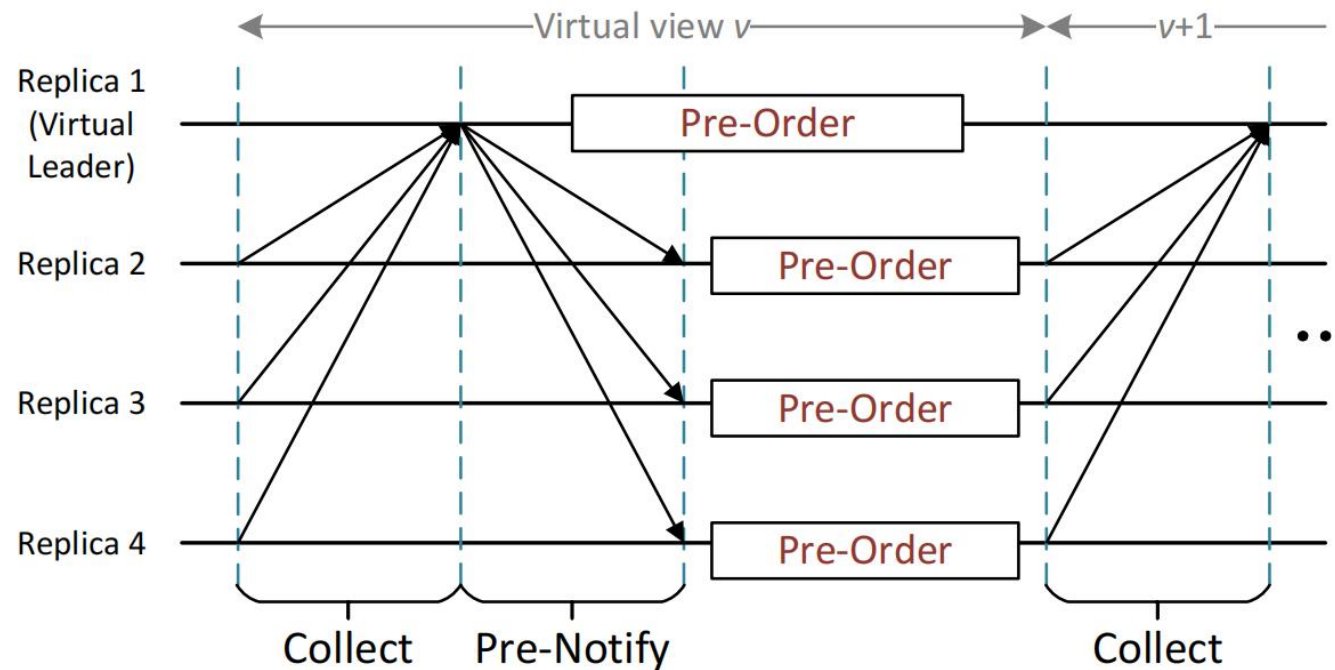 Virtual view v
v+1
Replica 1
(Virtual
Leader)
Pre-Order
Replica 2
Pre-Order
Replica 3
Pre-Order
Replica 4
Pre-Order
Collect
Pre-Notify
Collect